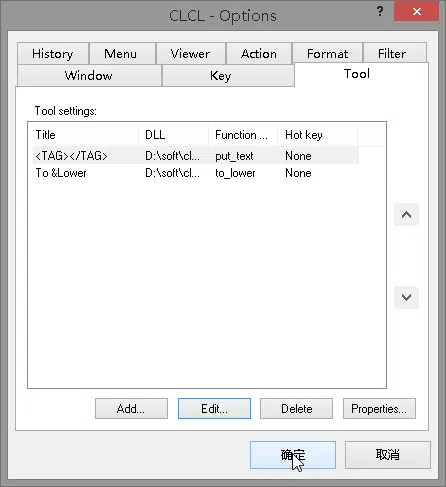 CLCL - Options
?
History Menu Viewer Action Format Filter
Window Key Tool
Tool settings:
Title DLL Function ... Hot key
<TAG></TAG> D:\soft\cl... put_text None
To &Lower D:\soft\cl... to_lower None
Add... Edit... Delete Properties...
确定 取消